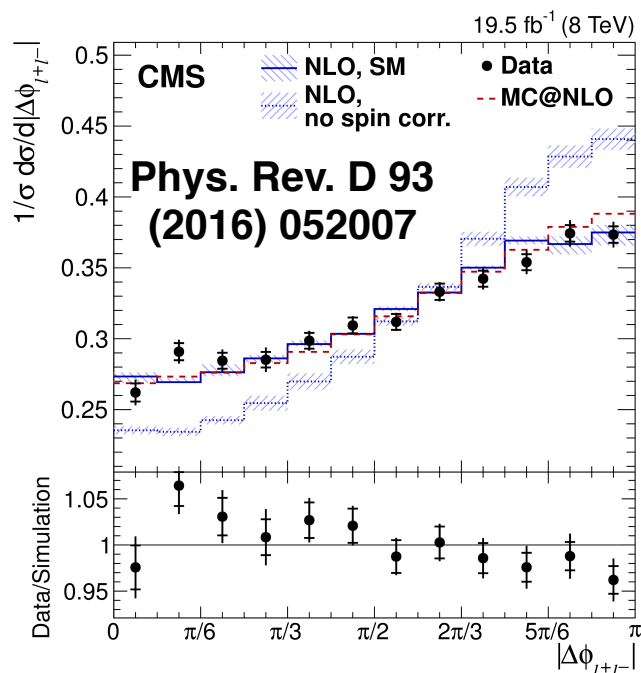 19.5 fb⁻¹ (8 TeV)
CMS
NLO, SM
NLO,
no spin corr.
Data
MC@NLO
Phys. Rev. D 93
(2016) 052007
1/σ dσ/d|Δϕ_{l+l−}|
0.5
0.45
0.4
0.35
0.3
0.25
Data/Simulation
1.05
1
0.95
0 π/6 π/3 π/2 2π/3 5π/6 π
|Δϕ_{l+l−}|